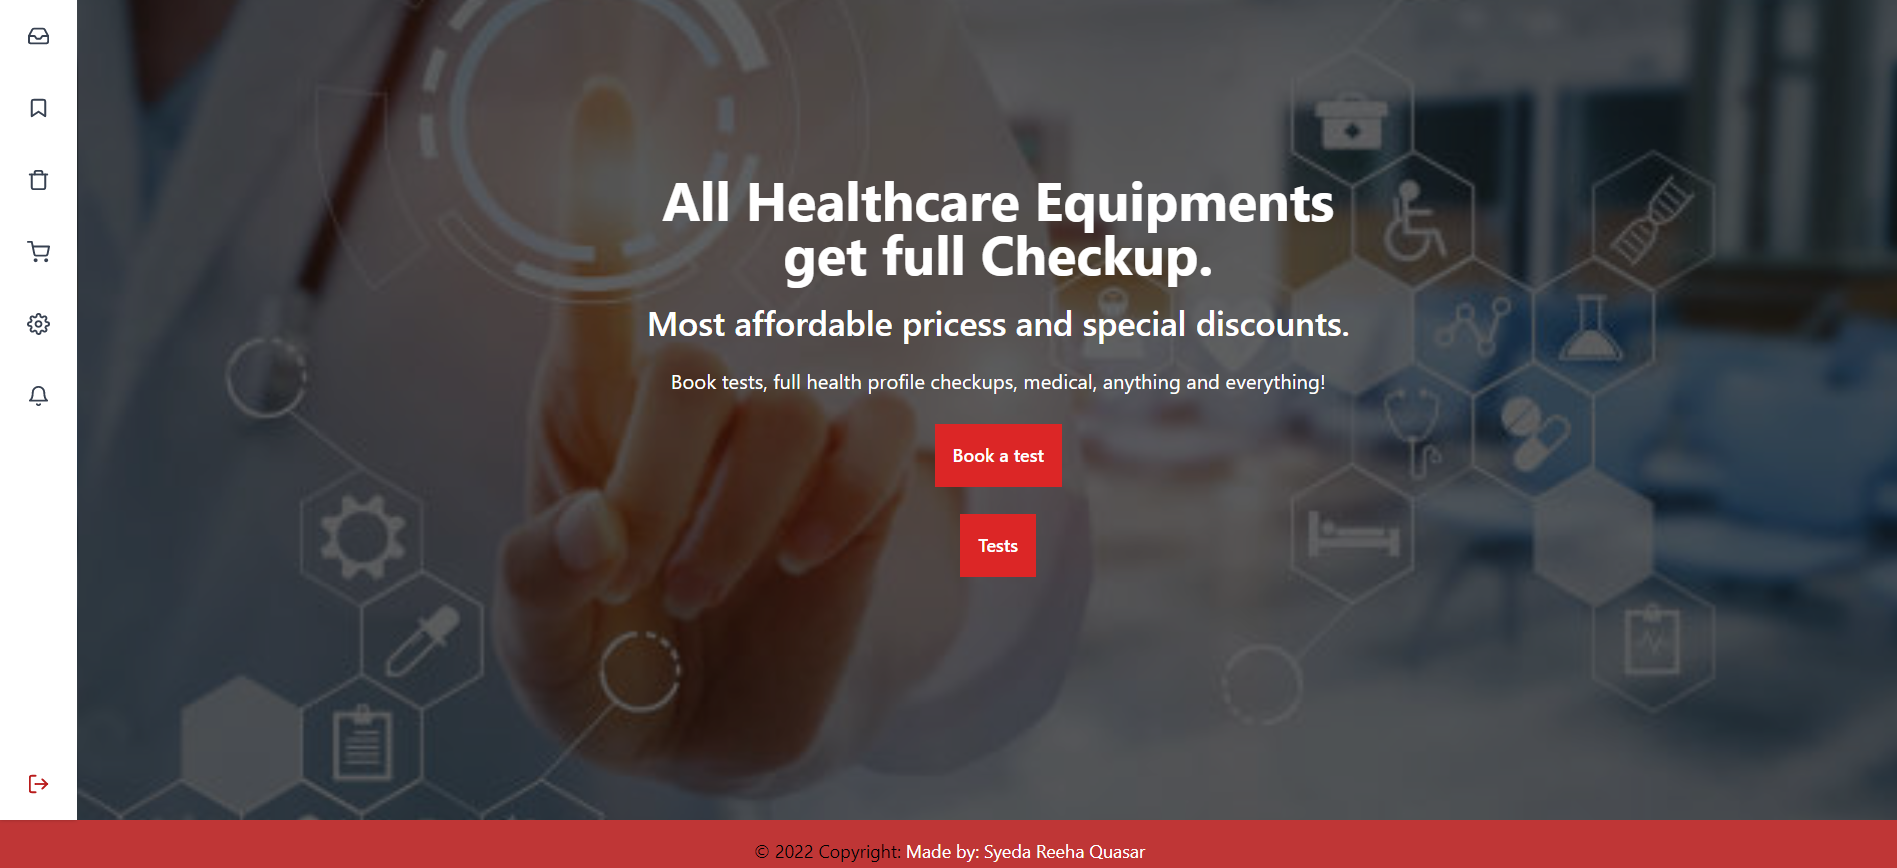 All Healthcare Equipments
get full Checkup.
Most affordable pricess and special discounts.
Book tests, full health profile checkups, medical, anything and everything!
Book a test
Tests
© 2022 Copyright: Made by: Syeda Reeha Quasar